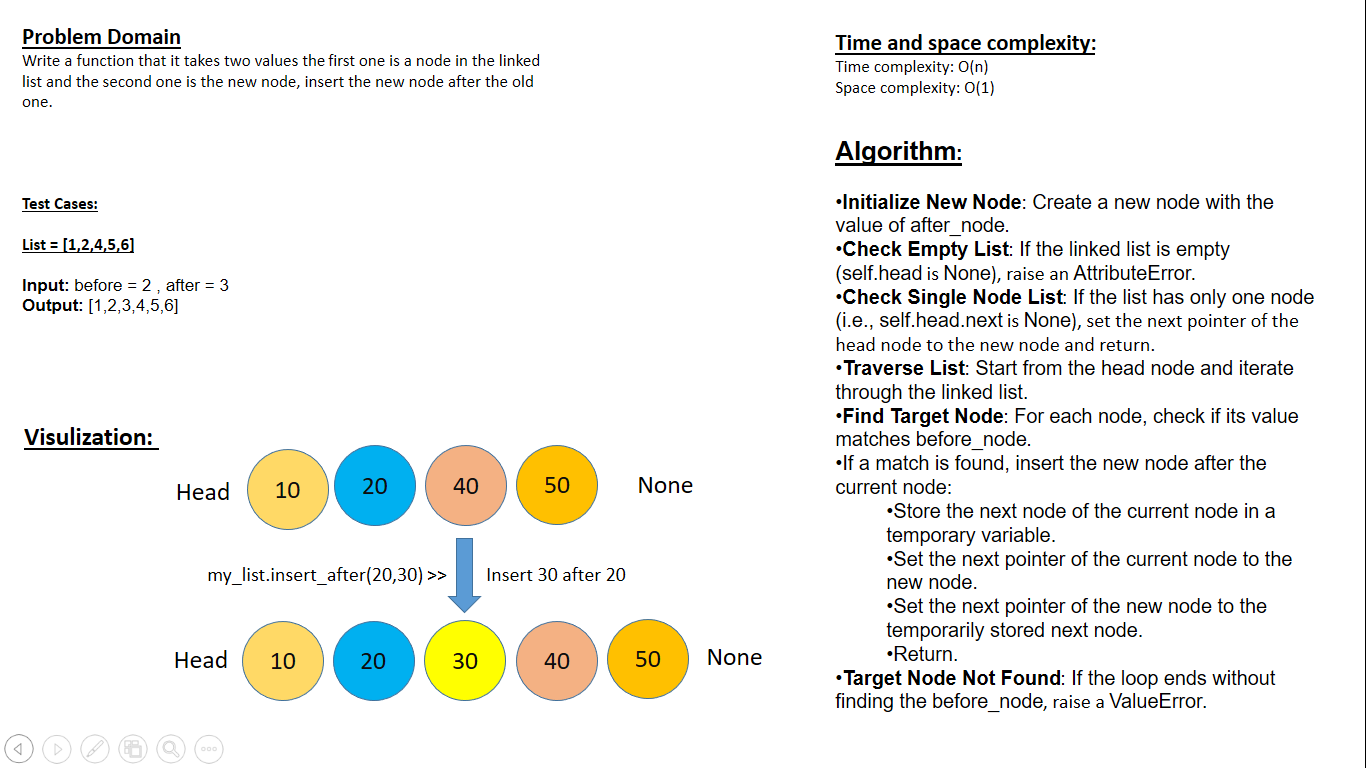 Problem Domain
Write a function that it takes two values the first one is a node in the linked
list and the second one is the new node, insert the new node after the old
one.
Test Cases:
List = [1,2,4,5,6]
Input: before = 2 , after = 3
Output: [1,2,3,4,5,6]
Visulization:
Head 10 20 40 50 None
my_list.insert_after(20,30) >> Insert 30 after 20
Head 10 20 30 40 50 None
Time and space complexity:
Time complexity: O(n)
Space complexity: O(1)
Algorithm:
•Initialize New Node: Create a new node with the
value of after_node.
•Check Empty List: If the linked list is empty
(self.head is None), raise an AttributeError.
•Check Single Node List: If the list has only one node
(i.e., self.head.next is None), set the next pointer of the
head node to the new node and return.
•Traverse List: Start from the head node and iterate
through the linked list.
•Find Target Node: For each node, check if its value
matches before_node.
•If a match is found, insert the new node after the
current node:
•Store the next node of the current node in a
temporary variable.
•Set the next pointer of the current node to the
new node.
•Set the next pointer of the new node to the
temporarily stored next node.
•Return.
•Target Node Not Found: If the loop ends without
finding the before_node, raise a ValueError.